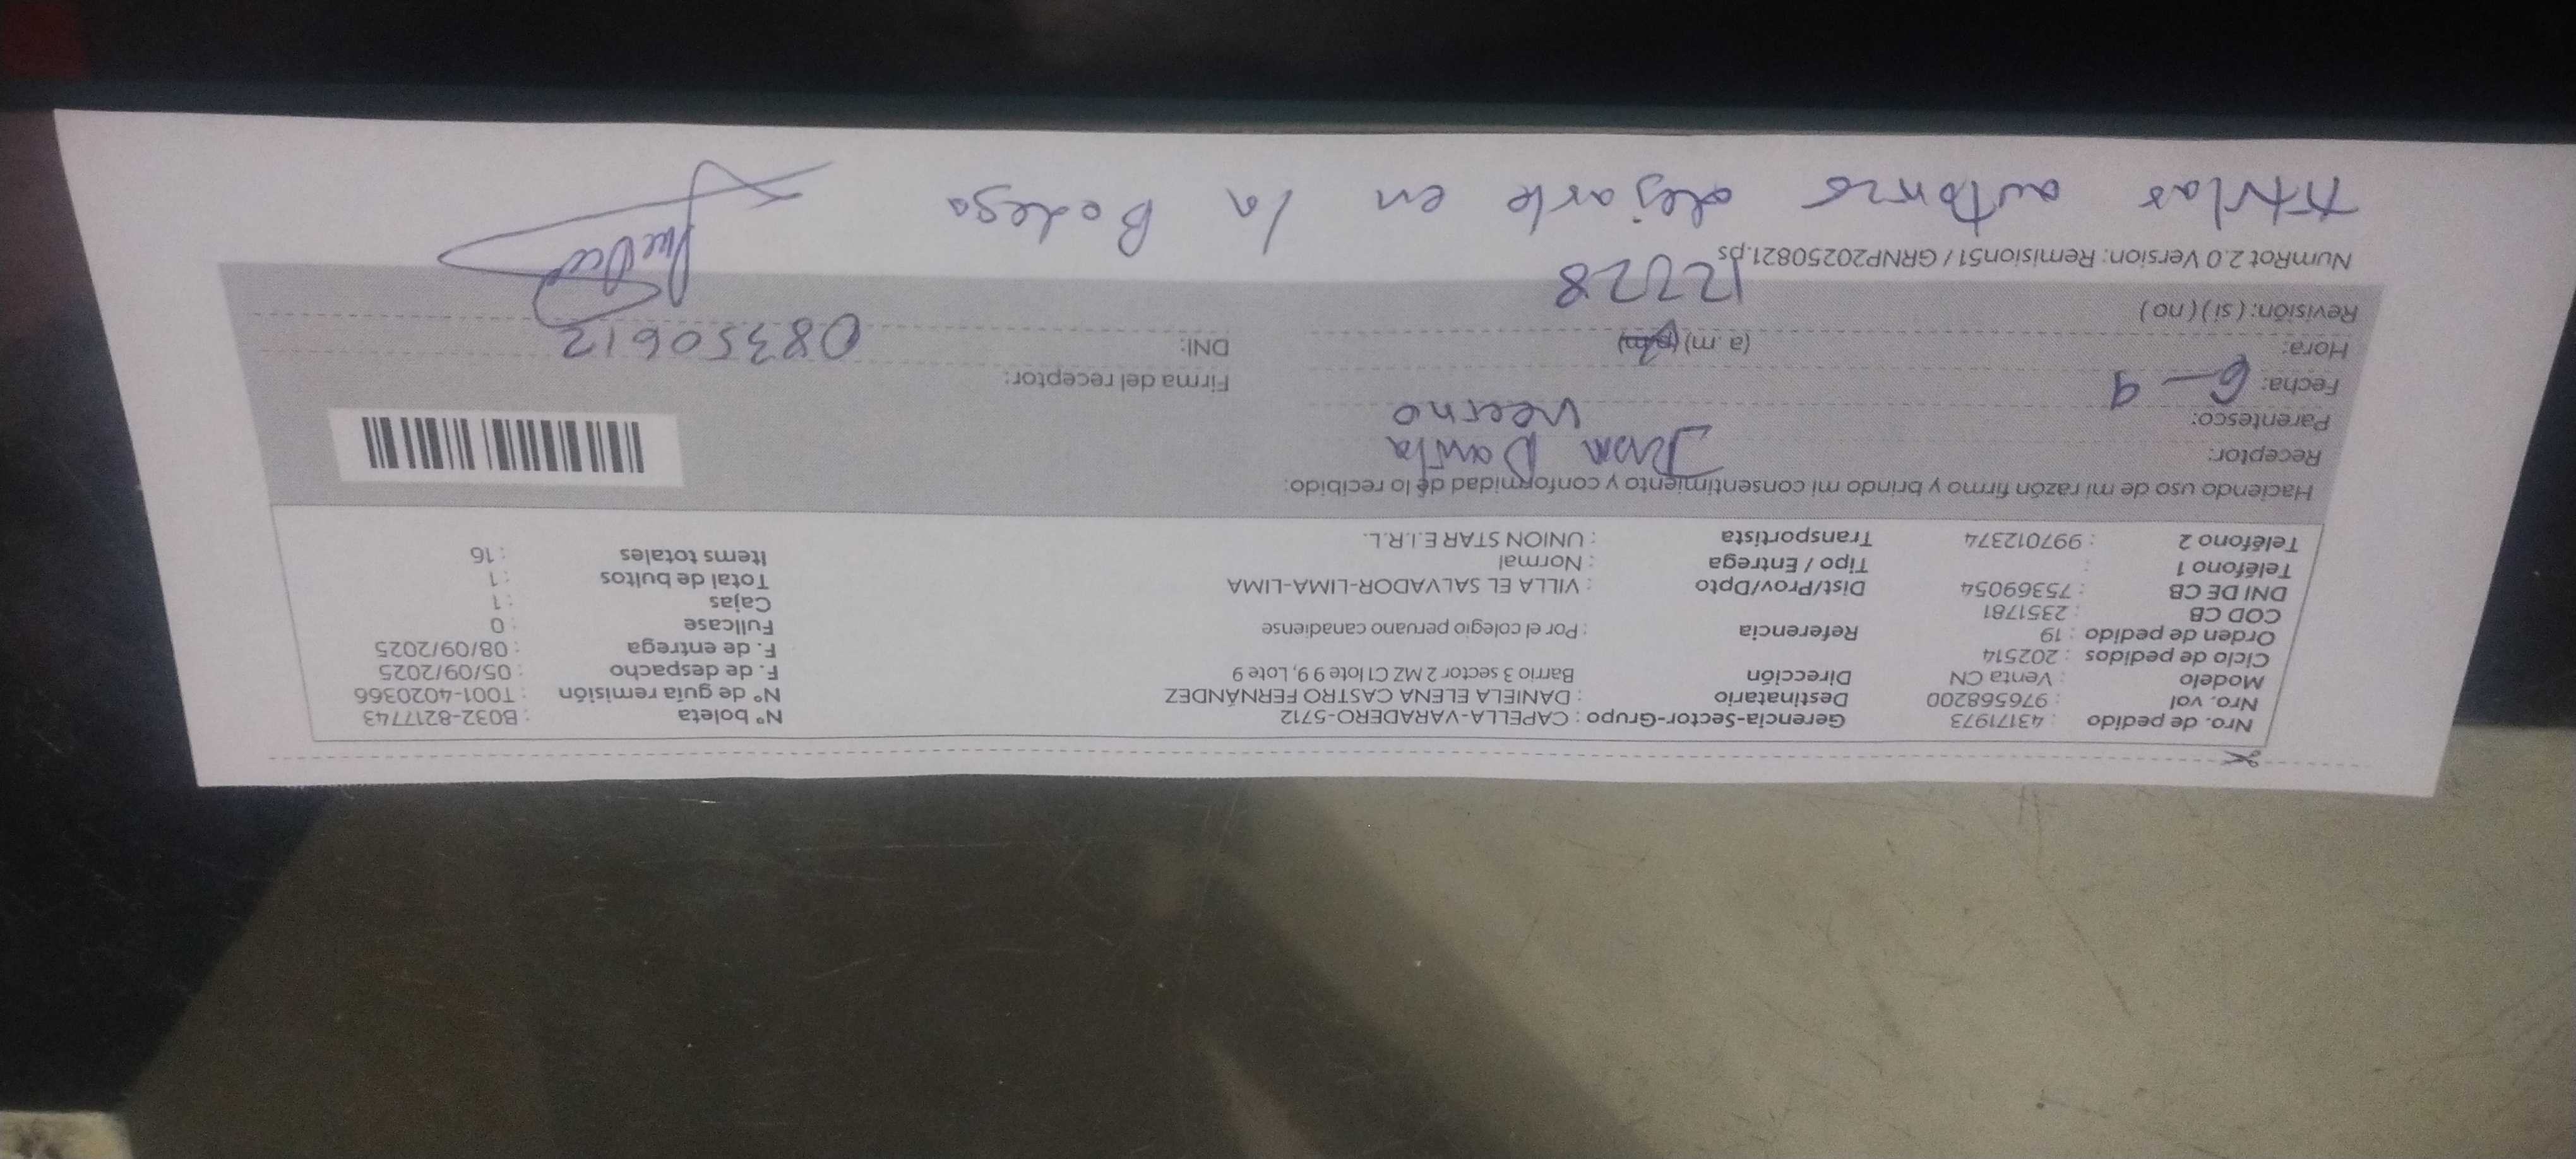 Nro. de pedido : 43171973 Gerencia-Sector-Grupo : CAPELLA-VARADERO-5712 N° boleta : B032-8217743
Nro. vol : 976568200 Destinatario : DANIELA ELENA CASTRO FERNÁNDEZ N° de guía remisión : T001-4020366
Modelo : Venta CN Dirección Barrio 3 sector 2 MZ C1 lote 9 9, Lote 9 F. de despacho : 05/09/2025
Ciclo de pedidos : 202514 F. de entrega : 08/09/2025
Orden de pedido : 19 Referencia : Por el colegio peruano canadiense Fullcase : 0
COD CB : 2351781 Cajas : 1
DNI DE CB : 75369054 Dist/Prov/Dpto : VILLA EL SALVADOR-LIMA-LIMA Total de bultos : 1
Teléfono 1 : Tipo / Entrega : Normal Items totales : 16
Teléfono 2 : 997012374 Transportista : UNION STAR E.I.R.L.
Haciendo uso de mi razón firmo y brindo mi consentimiento y conformidad de lo recibido:
Receptor: Davila
Parentesco: vecino
Fecha: 6-9 Firma del receptor:
Hora: (a. m) (p.m) DNI: 08350612
Revisión: ( si ) ( no ) 12728
NumRot 2.0 Version: Remision51 / GRNP20250821.ps
titular autorizo dejarle en la Bodega